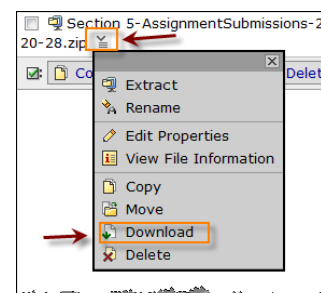 Section 5-AssignmentSubmissions-2
20-28.zip
Co
Delet
Extract
Rename
Edit Properties
View File Information
Copy
Move
Download
Delete